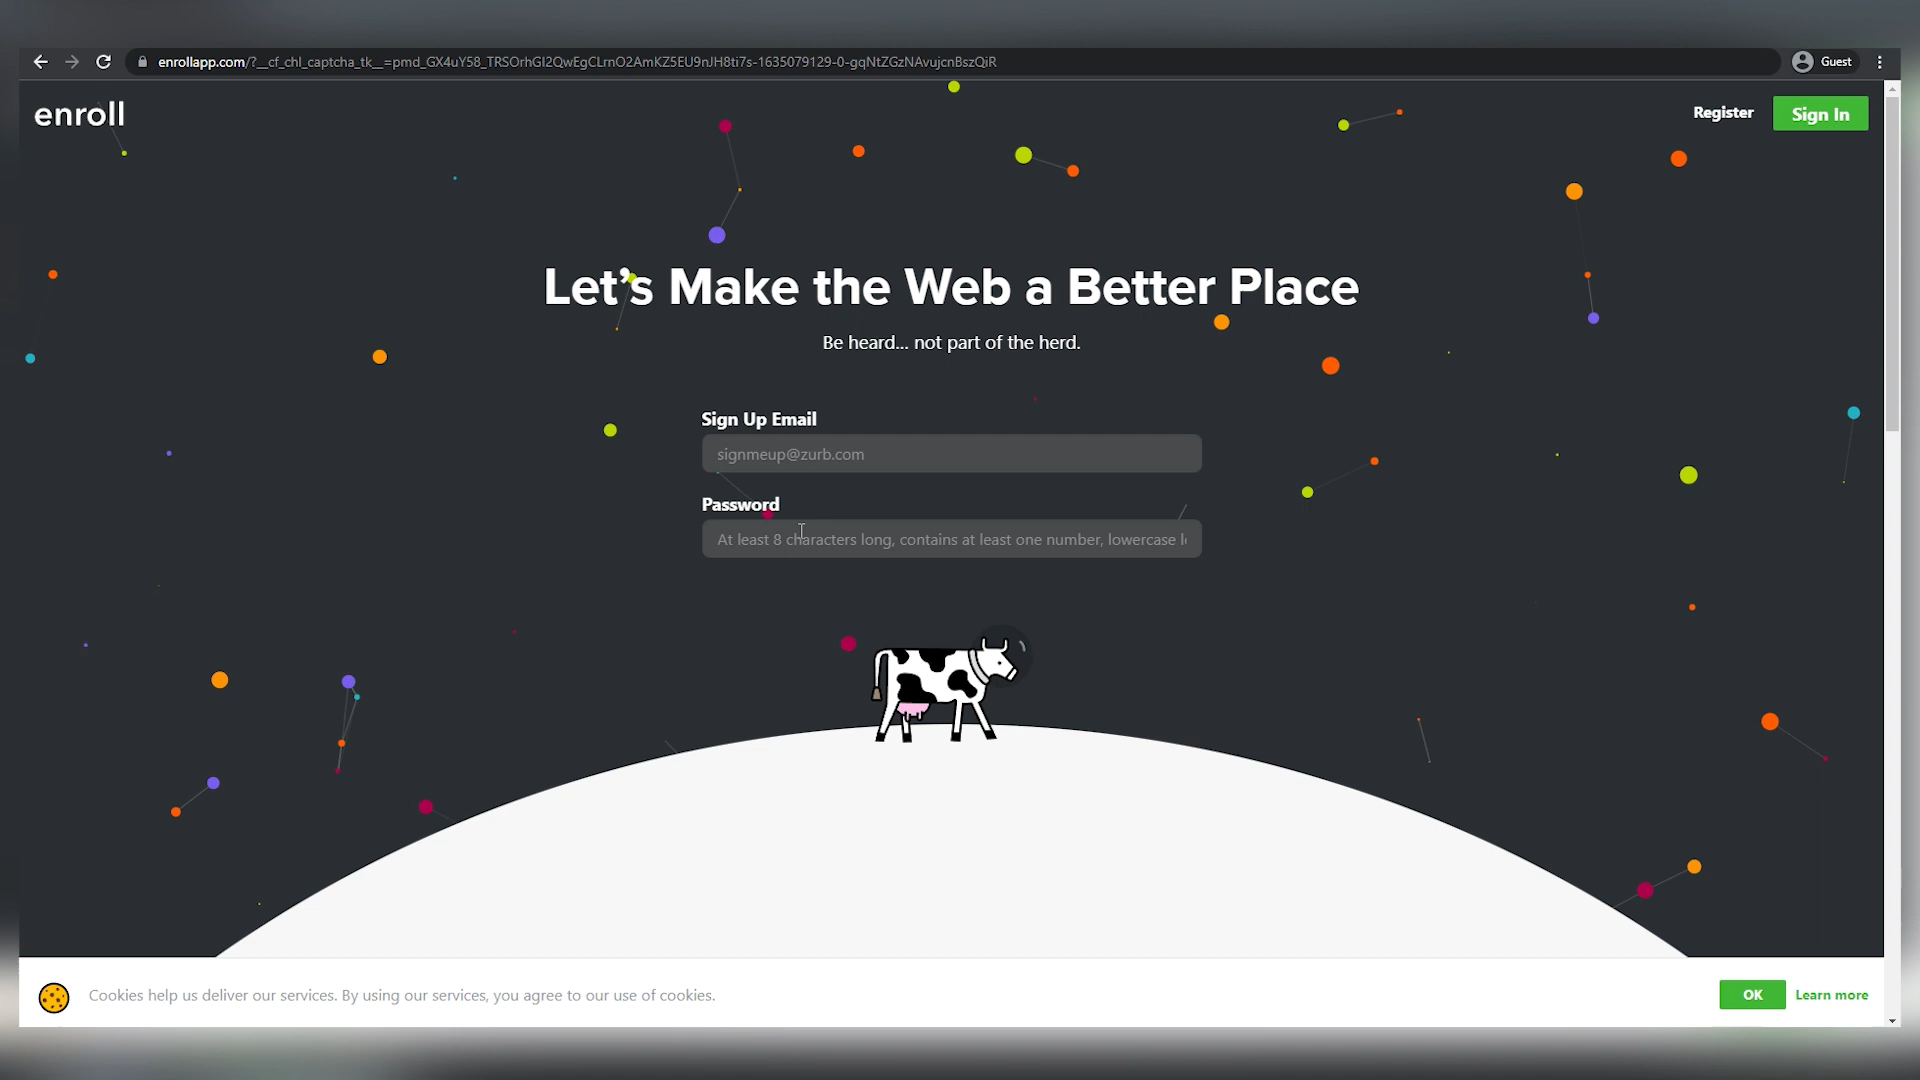 enrollapp.com/?__cf_chl_captcha_tk__=pmd_GX4uY58_TRSOrhGI2QwEgCLrnO2AmKZ5EU9nJH8ti7s-1635079129-0-gqNtZGzNAvujcnBszQiR
Guest
enroll
Register
Sign In
Let’s Make the Web a Better Place
Be heard... not part of the herd.
Sign Up Email
signmeup@zurb.com
Password
At least 8 characters long, contains at least one number, lowercase l
Cookies help us deliver our services. By using our services, you agree to our use of cookies.
OK
Learn more